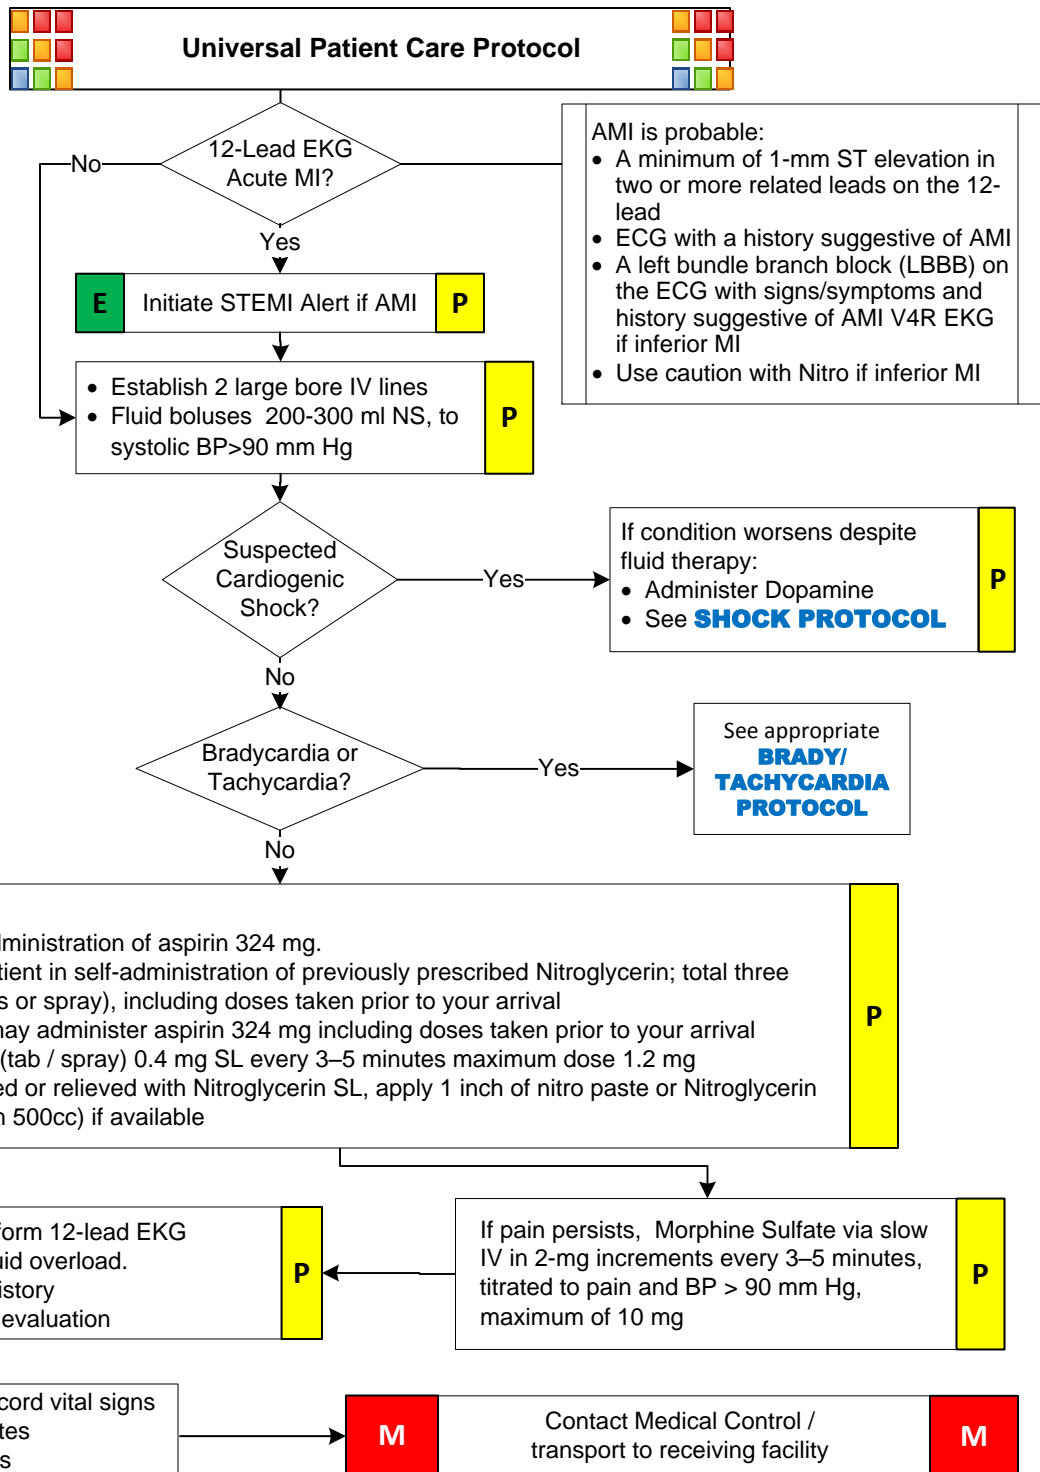 Universal Patient Care Protocol
12-Lead EKG
Acute MI?
No
Yes
AMI is probable:
• A minimum of 1-mm ST elevation in
two or more related leads on the 12-
lead
• ECG with a history suggestive of AMI
• A left bundle branch block (LBBB) on
the ECG with signs/symptoms and
history suggestive of AMI V4R EKG
if inferior MI
• Use caution with Nitro if inferior MI
E
Initiate STEMI Alert if AMI
P
• Establish 2 large bore IV lines
• Fluid boluses 200-300 ml NS, to
systolic BP>90 mm Hg
P
Suspected
Cardiogenic
Shock?
Yes
If condition worsens despite
fluid therapy:
• Administer Dopamine
• See SHOCK PROTOCOL
P
No
Bradycardia or
Tachycardia?
Yes
See appropriate
BRADY/
TACHYCARDIA
PROTOCOL
No
dministration of aspirin 324 mg.
tient in self-administration of previously prescribed Nitroglycerin; total three
s or spray), including doses taken prior to your arrival
may administer aspirin 324 mg including doses taken prior to your arrival
(tab / spray) 0.4 mg SL every 3–5 minutes maximum dose 1.2 mg
ed or relieved with Nitroglycerin SL, apply 1 inch of nitro paste or Nitroglycerin
n 500cc) if available
P
form 12-lead EKG
uid overload.
istory
evaluation
P
If pain persists, Morphine Sulfate via slow
IV in 2-mg increments every 3–5 minutes,
titrated to pain and BP > 90 mm Hg,
maximum of 10 mg
P
cord vital signs
tes
s
M
Contact Medical Control /
transport to receiving facility
M